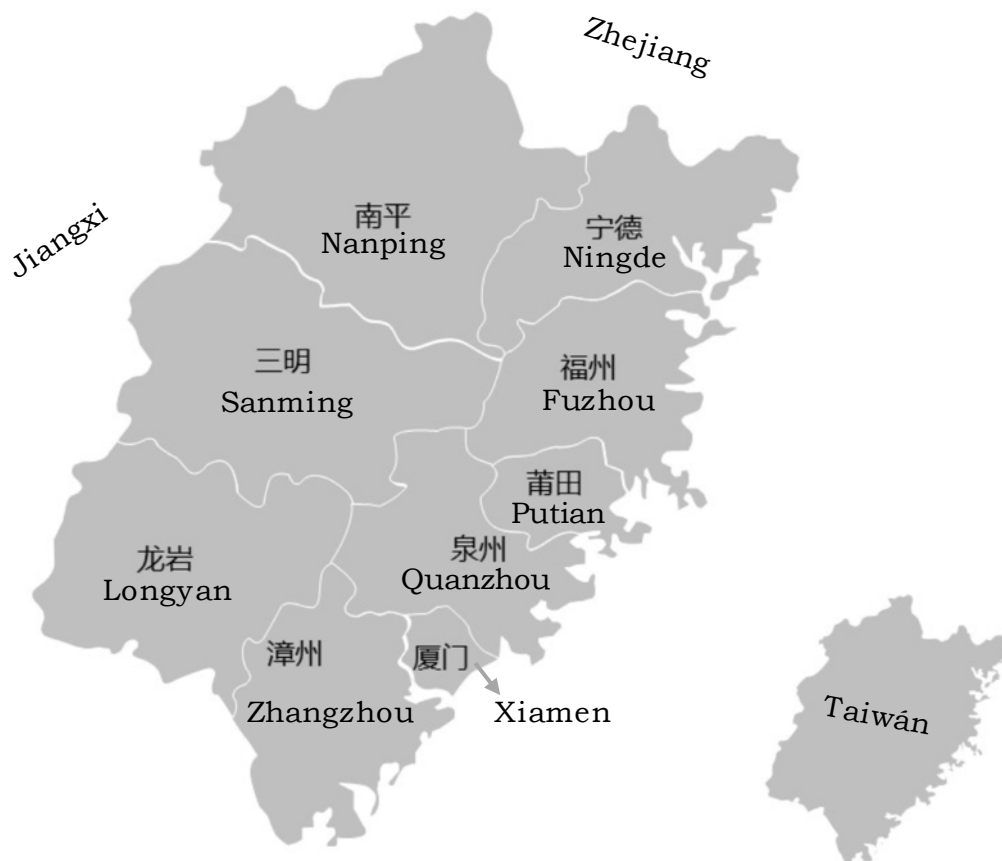 Zhejiang
Jiangxi
南平
Nanping
宁德
Ningde
三明
Sanming
福州
Fuzhou
莆田
Putian
泉州
Quanzhou
龙岩
Longyan
漳州
Zhangzhou
厦门
Xiamen
Taiwán